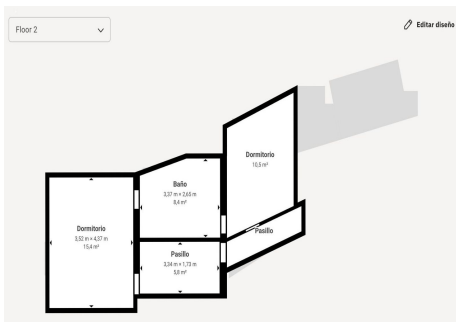 Floor 2
Editar diseño
Dormitorio
10,5 m²
Baño
3,37 m × 2,65 m
8,4 m²
Dormitorio
3,52 m × 4,37 m
15,4 m²
Pasillo
Pasillo
3,34 m × 1,73 m
5,8 m²